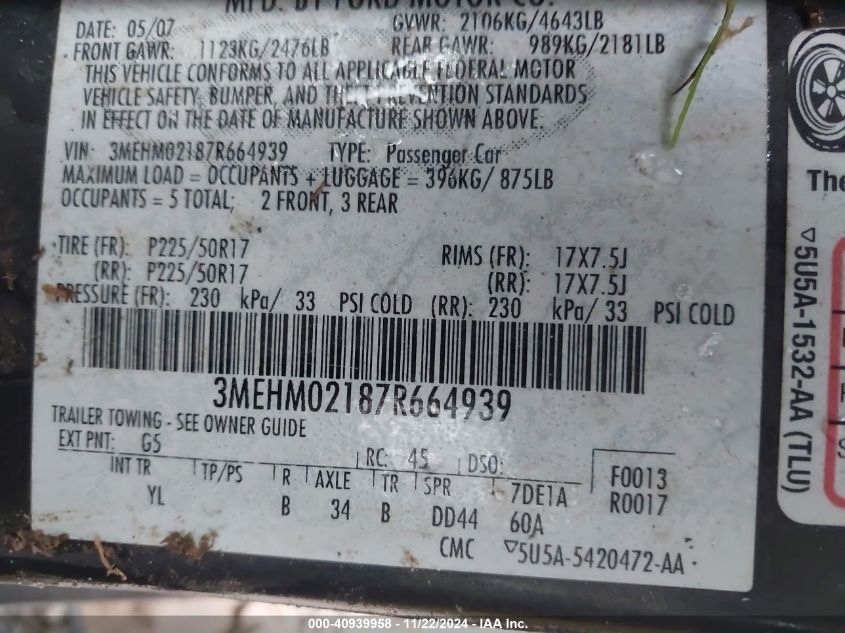 MFD. BY FORD MOTOR CO.
DATE: 05/07 GVWR: 2106KG/4643LB
FRONT GAWR: 1123KG/2476LB REAR GAWR: 989KG/2181LB
THIS VEHICLE CONFORMS TO ALL APPLICABLE FEDERAL MOTOR
VEHICLE SAFETY, BUMPER, AND THEFT PREVENTION STANDARDS
IN EFFECT ON THE DATE OF MANUFACTURE SHOWN ABOVE.
VIN: 3MEHM02187R664939 TYPE: Passenger Car
MAXIMUM LOAD = OCCUPANTS + LUGGAGE = 396KG/ 875LB
OCCUPANTS = 5 TOTAL; 2 FRONT, 3 REAR
TIRE (FR): P225/50R17 RIMS (FR): 17X7.5J
(RR): P225/50R17 (RR): 17X7.5J
PRESSURE (FR): 230 kPa/ 33 PSI COLD (RR): 230 kPa/ 33 PSI COLD
3MEHM02187R664939
TRAILER TOWING - SEE OWNER GUIDE
EXT PNT: G5 RC: 45 DSO:
INT TR TP/PS R AXLE TR SPR 7DE1A F0013
YL B 34 B DD44 60A R0017
CMC 5U5A-5420472-AA
The
5U5A-1532-AA (TLU)
000-40939958 - 11/22/2024 - iaai.com